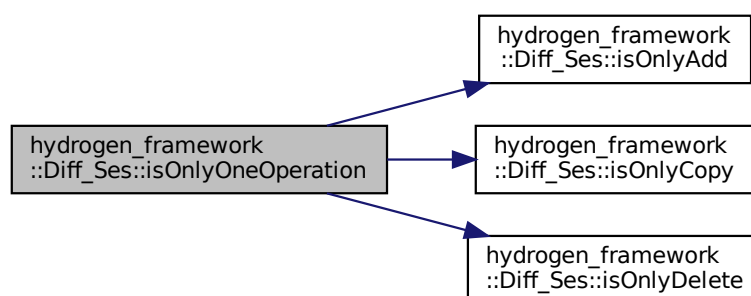 hydrogen_framework
::Diff_Ses::isOnlyAdd
hydrogen_framework
::Diff_Ses::isOnlyOneOperation
hydrogen_framework
::Diff_Ses::isOnlyCopy
hydrogen_framework
::Diff_Ses::isOnlyDelete